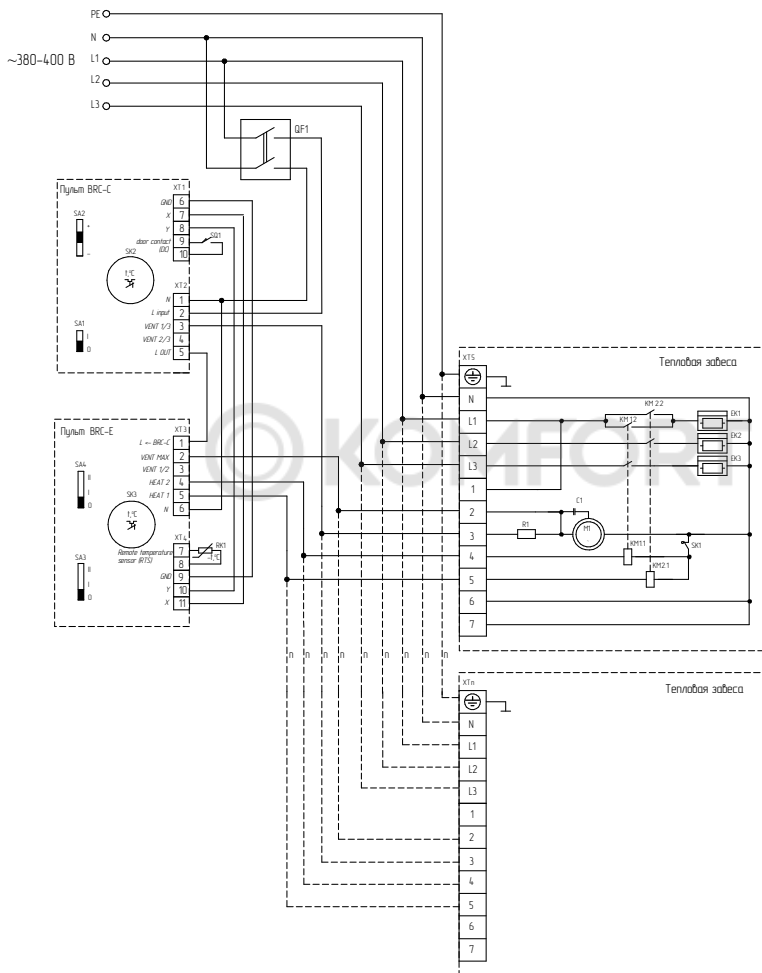 PE
N
~380-400 В
L1
L2
L3
QF1
Пульт BRC-C
XT1
GND 6
X 7
Y 8
door contact (DC) 9
10
SQ1
SA2
+
-
SK2
t,°C
XT2
N 1
L input 2
VENT 1/3 3
VENT 2/3 4
L OUT 5
SA1
I
0
Пульт BRC-E
XT3
L ← BRC-C 1
VENT MAX 2
VENT 1/2 3
HEAT 2 4
HEAT 1 5
N 6
SA4
II
I
0
SK3
t,°C
XT4
Remote temperature 7
sensor (RTS) 8
RK1
-t,°C
GND 9
Y 10
X 11
SA3
II
I
0
KOMFORT
XT5
Тепловая завеса
N
L1
L2
L3
1
2
3
4
5
6
7
KM2.2
KM1.2
EK1
EK2
EK3
C1
R1
M1
KM1.1
SK1
KM2.1
n n n n n n n n
XTn
Тепловая завеса
N
L1
L2
L3
1
2
3
4
5
6
7